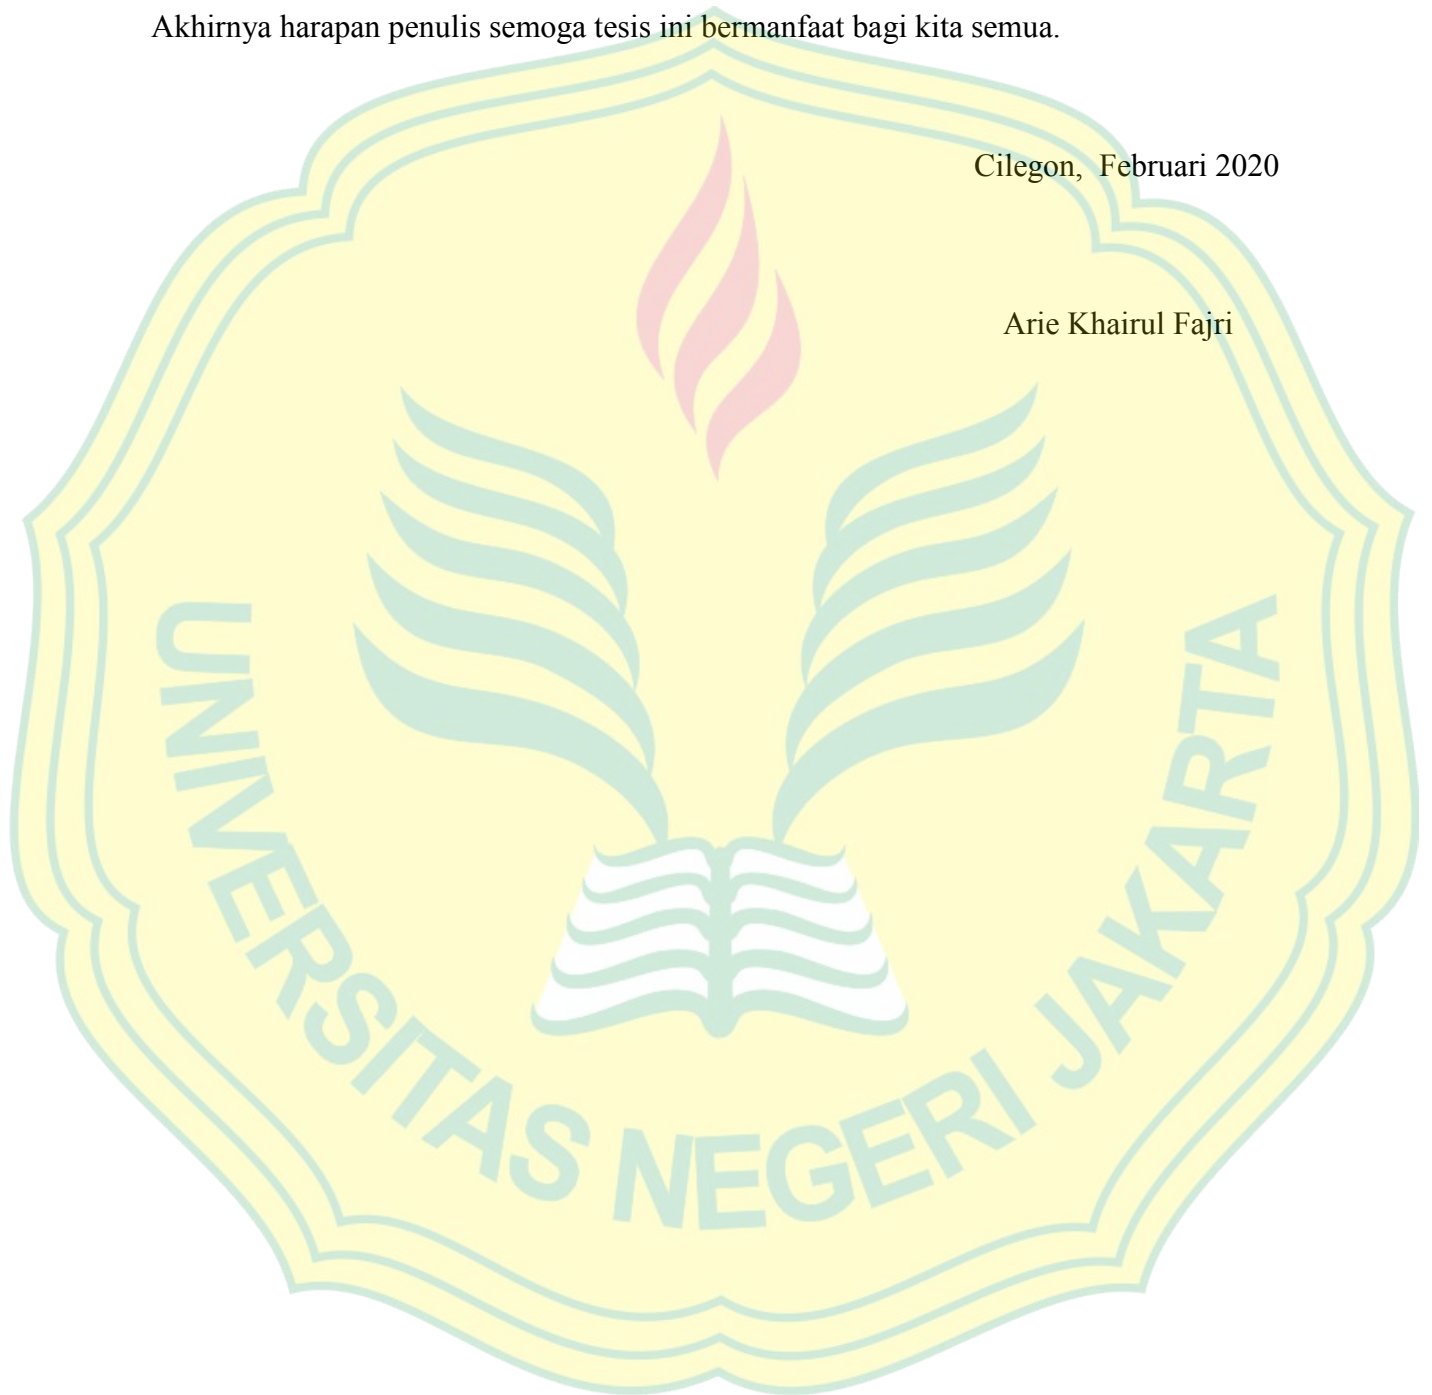 Akhirnya harapan penulis semoga tesis ini bermanfaat bagi kita semua.
Cilegon,  Februari 2020
Arie Khairul Fajri
UNIVERSITAS NEGERI JAKARTA